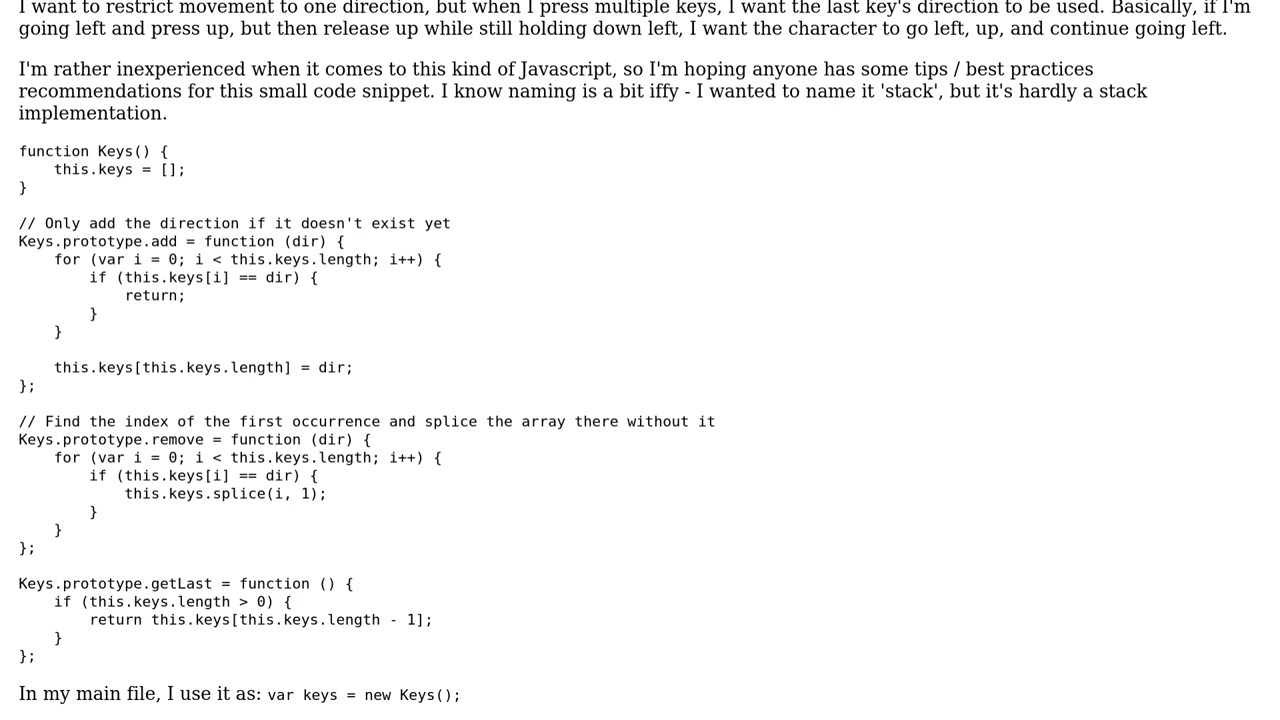 I want to restrict movement to one direction, but when I press multiple keys, I want the last key's direction to be used. Basically, if I'm
going left and press up, but then release up while still holding down left, I want the character to go left, up, and continue going left.
I'm rather inexperienced when it comes to this kind of Javascript, so I'm hoping anyone has some tips / best practices
recommendations for this small code snippet. I know naming is a bit iffy - I wanted to name it 'stack', but it's hardly a stack
implementation.
function Keys() {
    this.keys = [];
}
// Only add the direction if it doesn't exist yet
Keys.prototype.add = function (dir) {
    for (var i = 0; i < this.keys.length; i++) {
        if (this.keys[i] == dir) {
            return;
        }
    }
    this.keys[this.keys.length] = dir;
};
// Find the index of the first occurrence and splice the array there without it
Keys.prototype.remove = function (dir) {
    for (var i = 0; i < this.keys.length; i++) {
        if (this.keys[i] == dir) {
            this.keys.splice(i, 1);
        }
    }
};
Keys.prototype.getLast = function () {
    if (this.keys.length > 0) {
        return this.keys[this.keys.length - 1];
    }
};
In my main file, I use it as: var keys = new Keys();